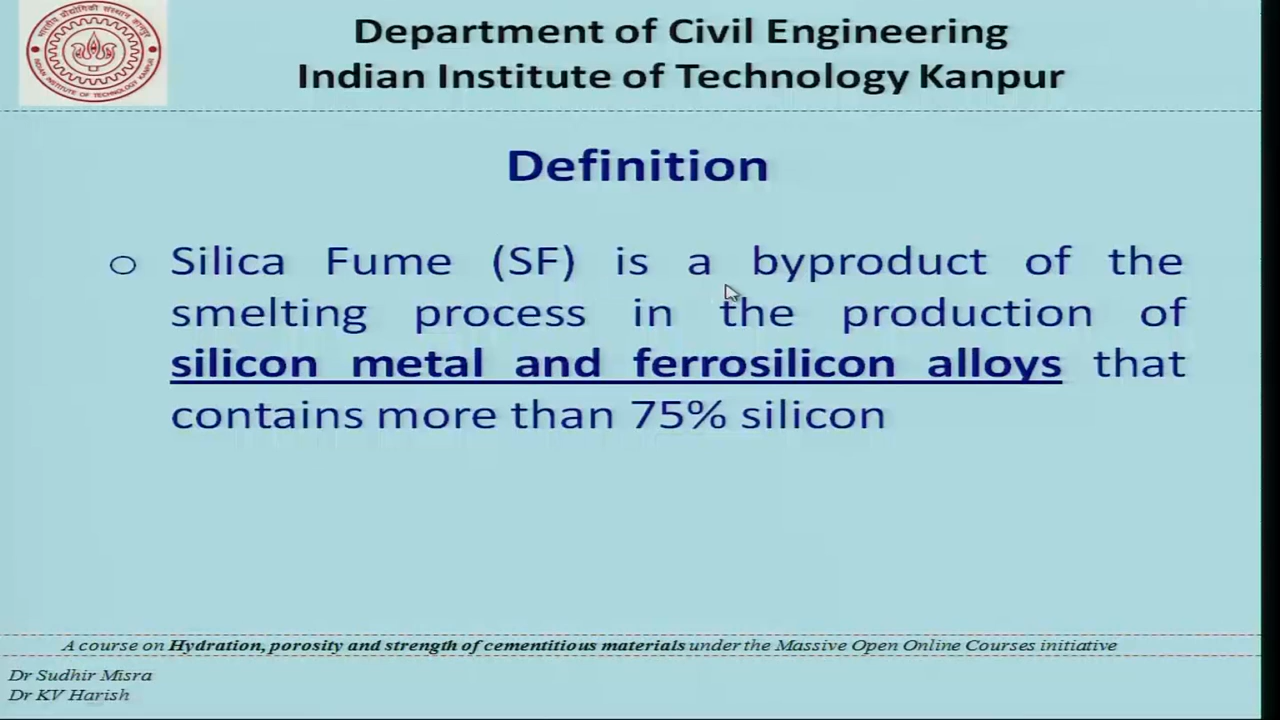 Department of Civil Engineering
Indian Institute of Technology Kanpur
Definition
o Silica Fume (SF) is a byproduct of the
smelting process in the production of
silicon metal and ferrosilicon alloys that
contains more than 75% silicon
A course on Hydration, porosity and strength of cementitious materials under the Massive Open Online Courses initiative
Dr Sudhir Misra
Dr KV Harish